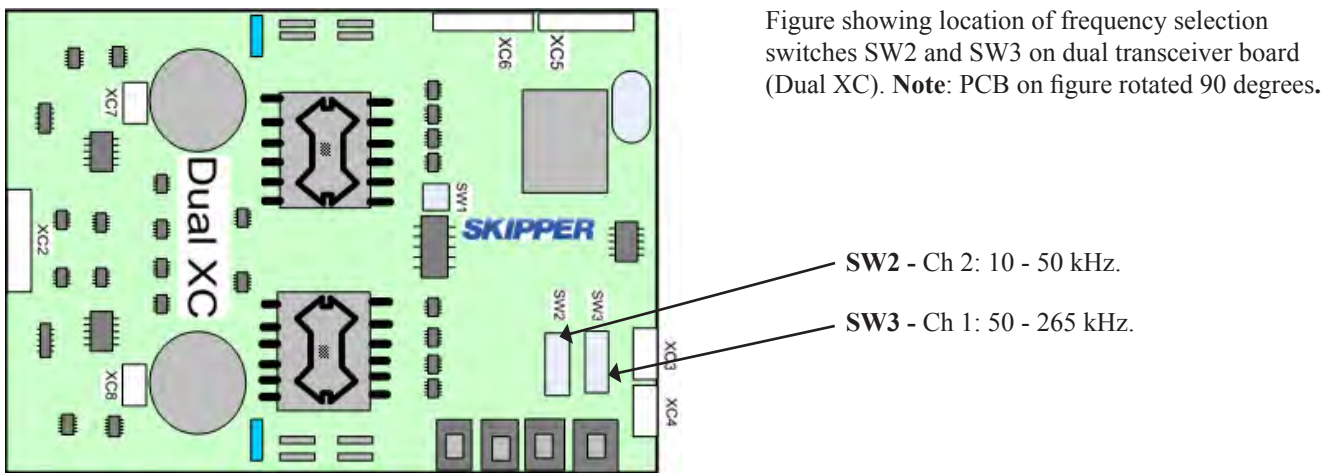 Figure showing location of frequency selection
switches SW2 and SW3 on dual transceiver board
(Dual XC). Note: PCB on figure rotated 90 degrees.
XC6
XC5
XC7
SW1
Dual XC
SKIPPER
XC2
SW2 - Ch 2: 10 - 50 kHz.
SW2
SW3
SW3 - Ch 1: 50 - 265 kHz.
XC3
XC8
XC4